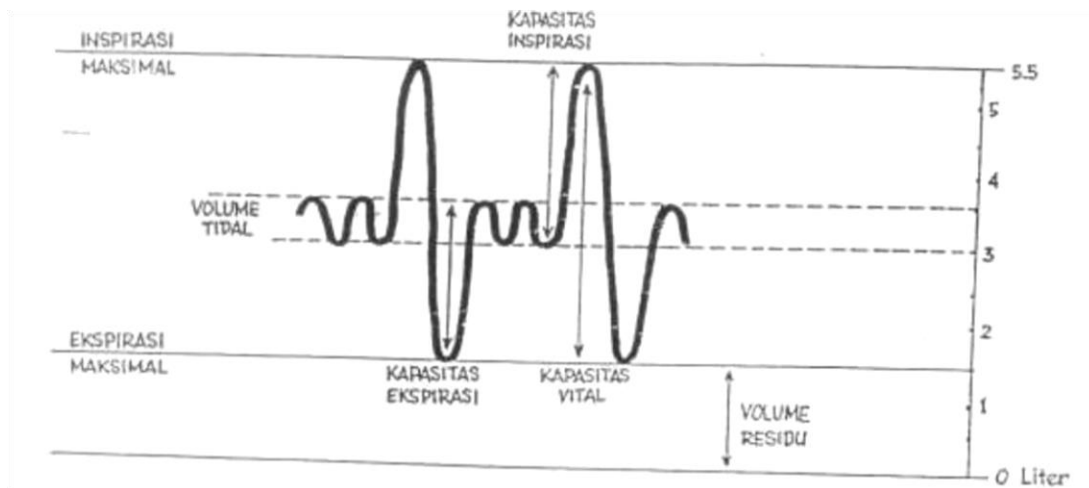 KAPASITAS
INSPIRASI
INSPIRASI
MAKSIMAL
5.5
5
4
VOLUME
TIDAL
3
2
EKSPIRASI
MAKSIMAL
KAPASITAS
EKSPIRASI
KAPASITAS
VITAL
1
VOLUME
RESIDU
0 Liter